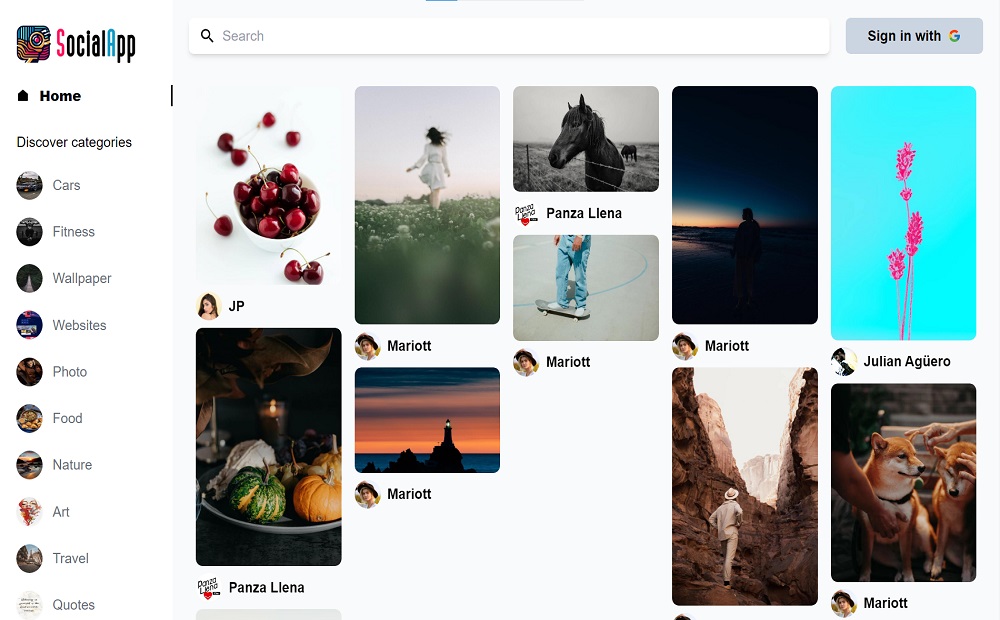 SocialApp
Search
Sign in with
Home
Discover categories
Cars
Fitness
Wallpaper
Websites
Photo
Food
Nature
Art
Travel
Quotes
JP
Panza Llena
Mariott
Mariott
Panza Llena
Panza Llena
Mariott
Mariott
Julian Agüero
Mariott